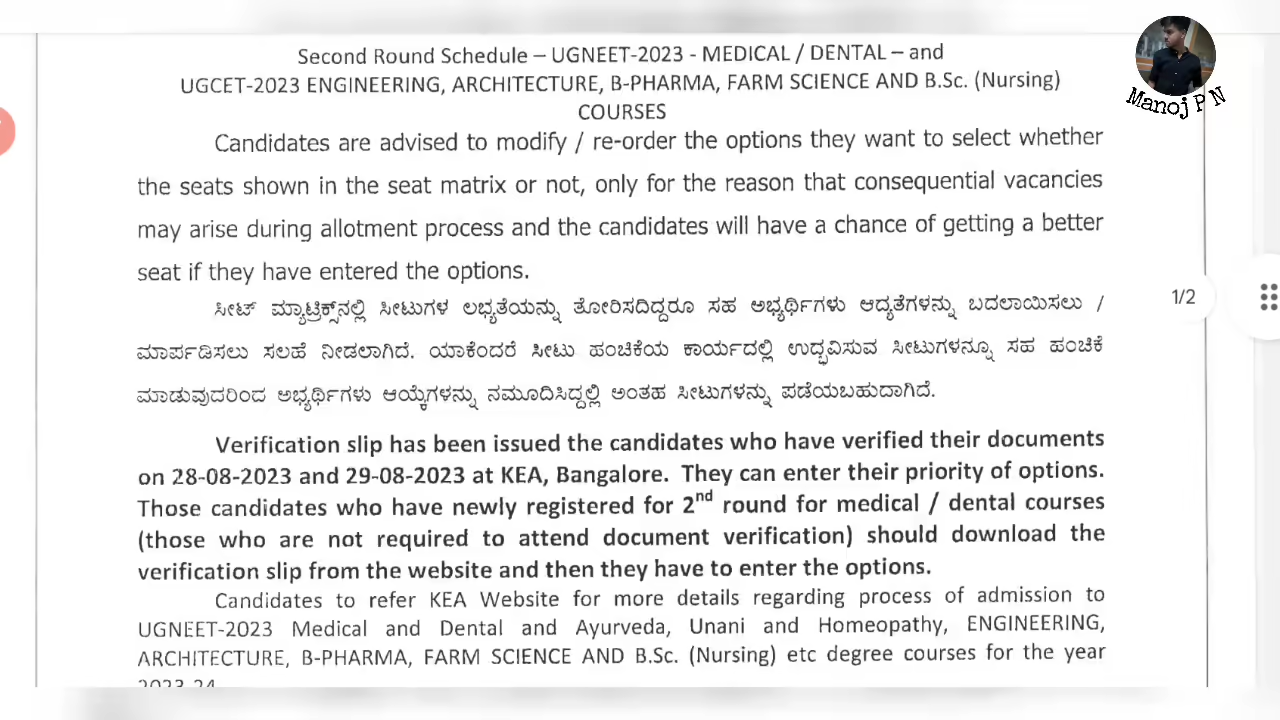 Second Round Schedule – UGNEET-2023 - MEDICAL / DENTAL – and
UGCET-2023 ENGINEERING, ARCHITECTURE, B-PHARMA, FARM SCIENCE AND B.Sc. (Nursing)
COURSES
Candidates are advised to modify / re-order the options they want to select whether
the seats shown in the seat matrix or not, only for the reason that consequential vacancies
may arise during allotment process and the candidates will have a chance of getting a better
seat if they have entered the options.
ಸೀಟ್ ಮ್ಯಾಟ್ರಿಕ್ಸ್‌ನಲ್ಲಿ ಸೀಟುಗಳ ಲಭ್ಯತೆಯನ್ನು ತೋರಿಸದಿದ್ದರೂ ಸಹ ಅಭ್ಯರ್ಥಿಗಳು ಆದ್ಯತೆಗಳನ್ನು ಬದಲಾಯಿಸಲು /
ಮಾರ್ಪಡಿಸಲು ಸಲಹೆ ನೀಡಲಾಗಿದೆ. ಯಾಕೆಂದರೆ ಸೀಟು ಹಂಚಿಕೆಯ ಕಾರ್ಯದಲ್ಲಿ ಉದ್ಭವಿಸುವ ಸೀಟುಗಳನ್ನೂ ಸಹ ಹಂಚಿಕೆ
ಮಾಡುವುದರಿಂದ ಅಭ್ಯರ್ಥಿಗಳು ಆಯ್ಕೆಗಳನ್ನು ನಮೂದಿಸಿದ್ದಲ್ಲಿ ಅಂತಹ ಸೀಟುಗಳನ್ನು ಪಡೆಯಬಹುದಾಗಿದೆ.
Verification slip has been issued the candidates who have verified their documents
on 28-08-2023 and 29-08-2023 at KEA, Bangalore. They can enter their priority of options.
Those candidates who have newly registered for 2nd round for medical / dental courses
(those who are not required to attend document verification) should download the
verification slip from the website and then they have to enter the options.
Candidates to refer KEA Website for more details regarding process of admission to
UGNEET-2023 Medical and Dental and Ayurveda, Unani and Homeopathy, ENGINEERING,
ARCHITECTURE, B-PHARMA, FARM SCIENCE AND B.Sc. (Nursing) etc degree courses for the year
2023-24
Manoj P N
1/2